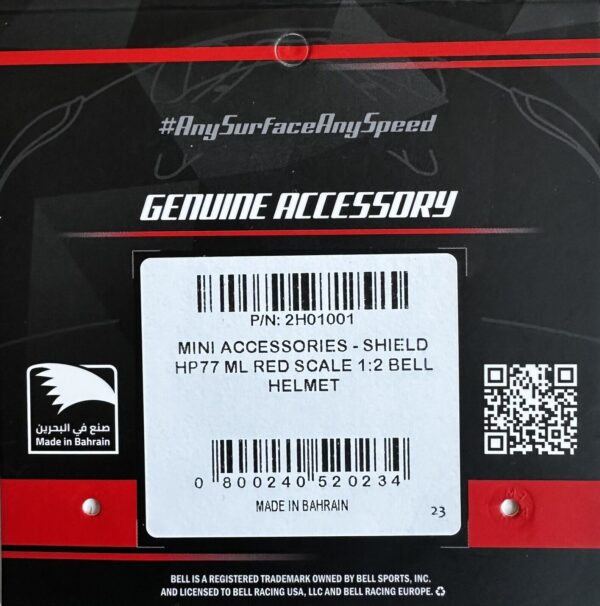 #AnySurfaceAnySpeed
GENUINE ACCESSORY
P/N: 2H01001
MINI ACCESSORIES - SHIELD
HP77 ML RED SCALE 1:2 BELL
HELMET
صنع في البحرين
Made in Bahrain
0 800240 520234
MADE IN BAHRAIN
23
BELL IS A REGISTERED TRADEMARK OWNED BY BELL SPORTS, INC.
AND LICENSED TO BELL RACING USA, LLC AND BELL RACING EUROPE.